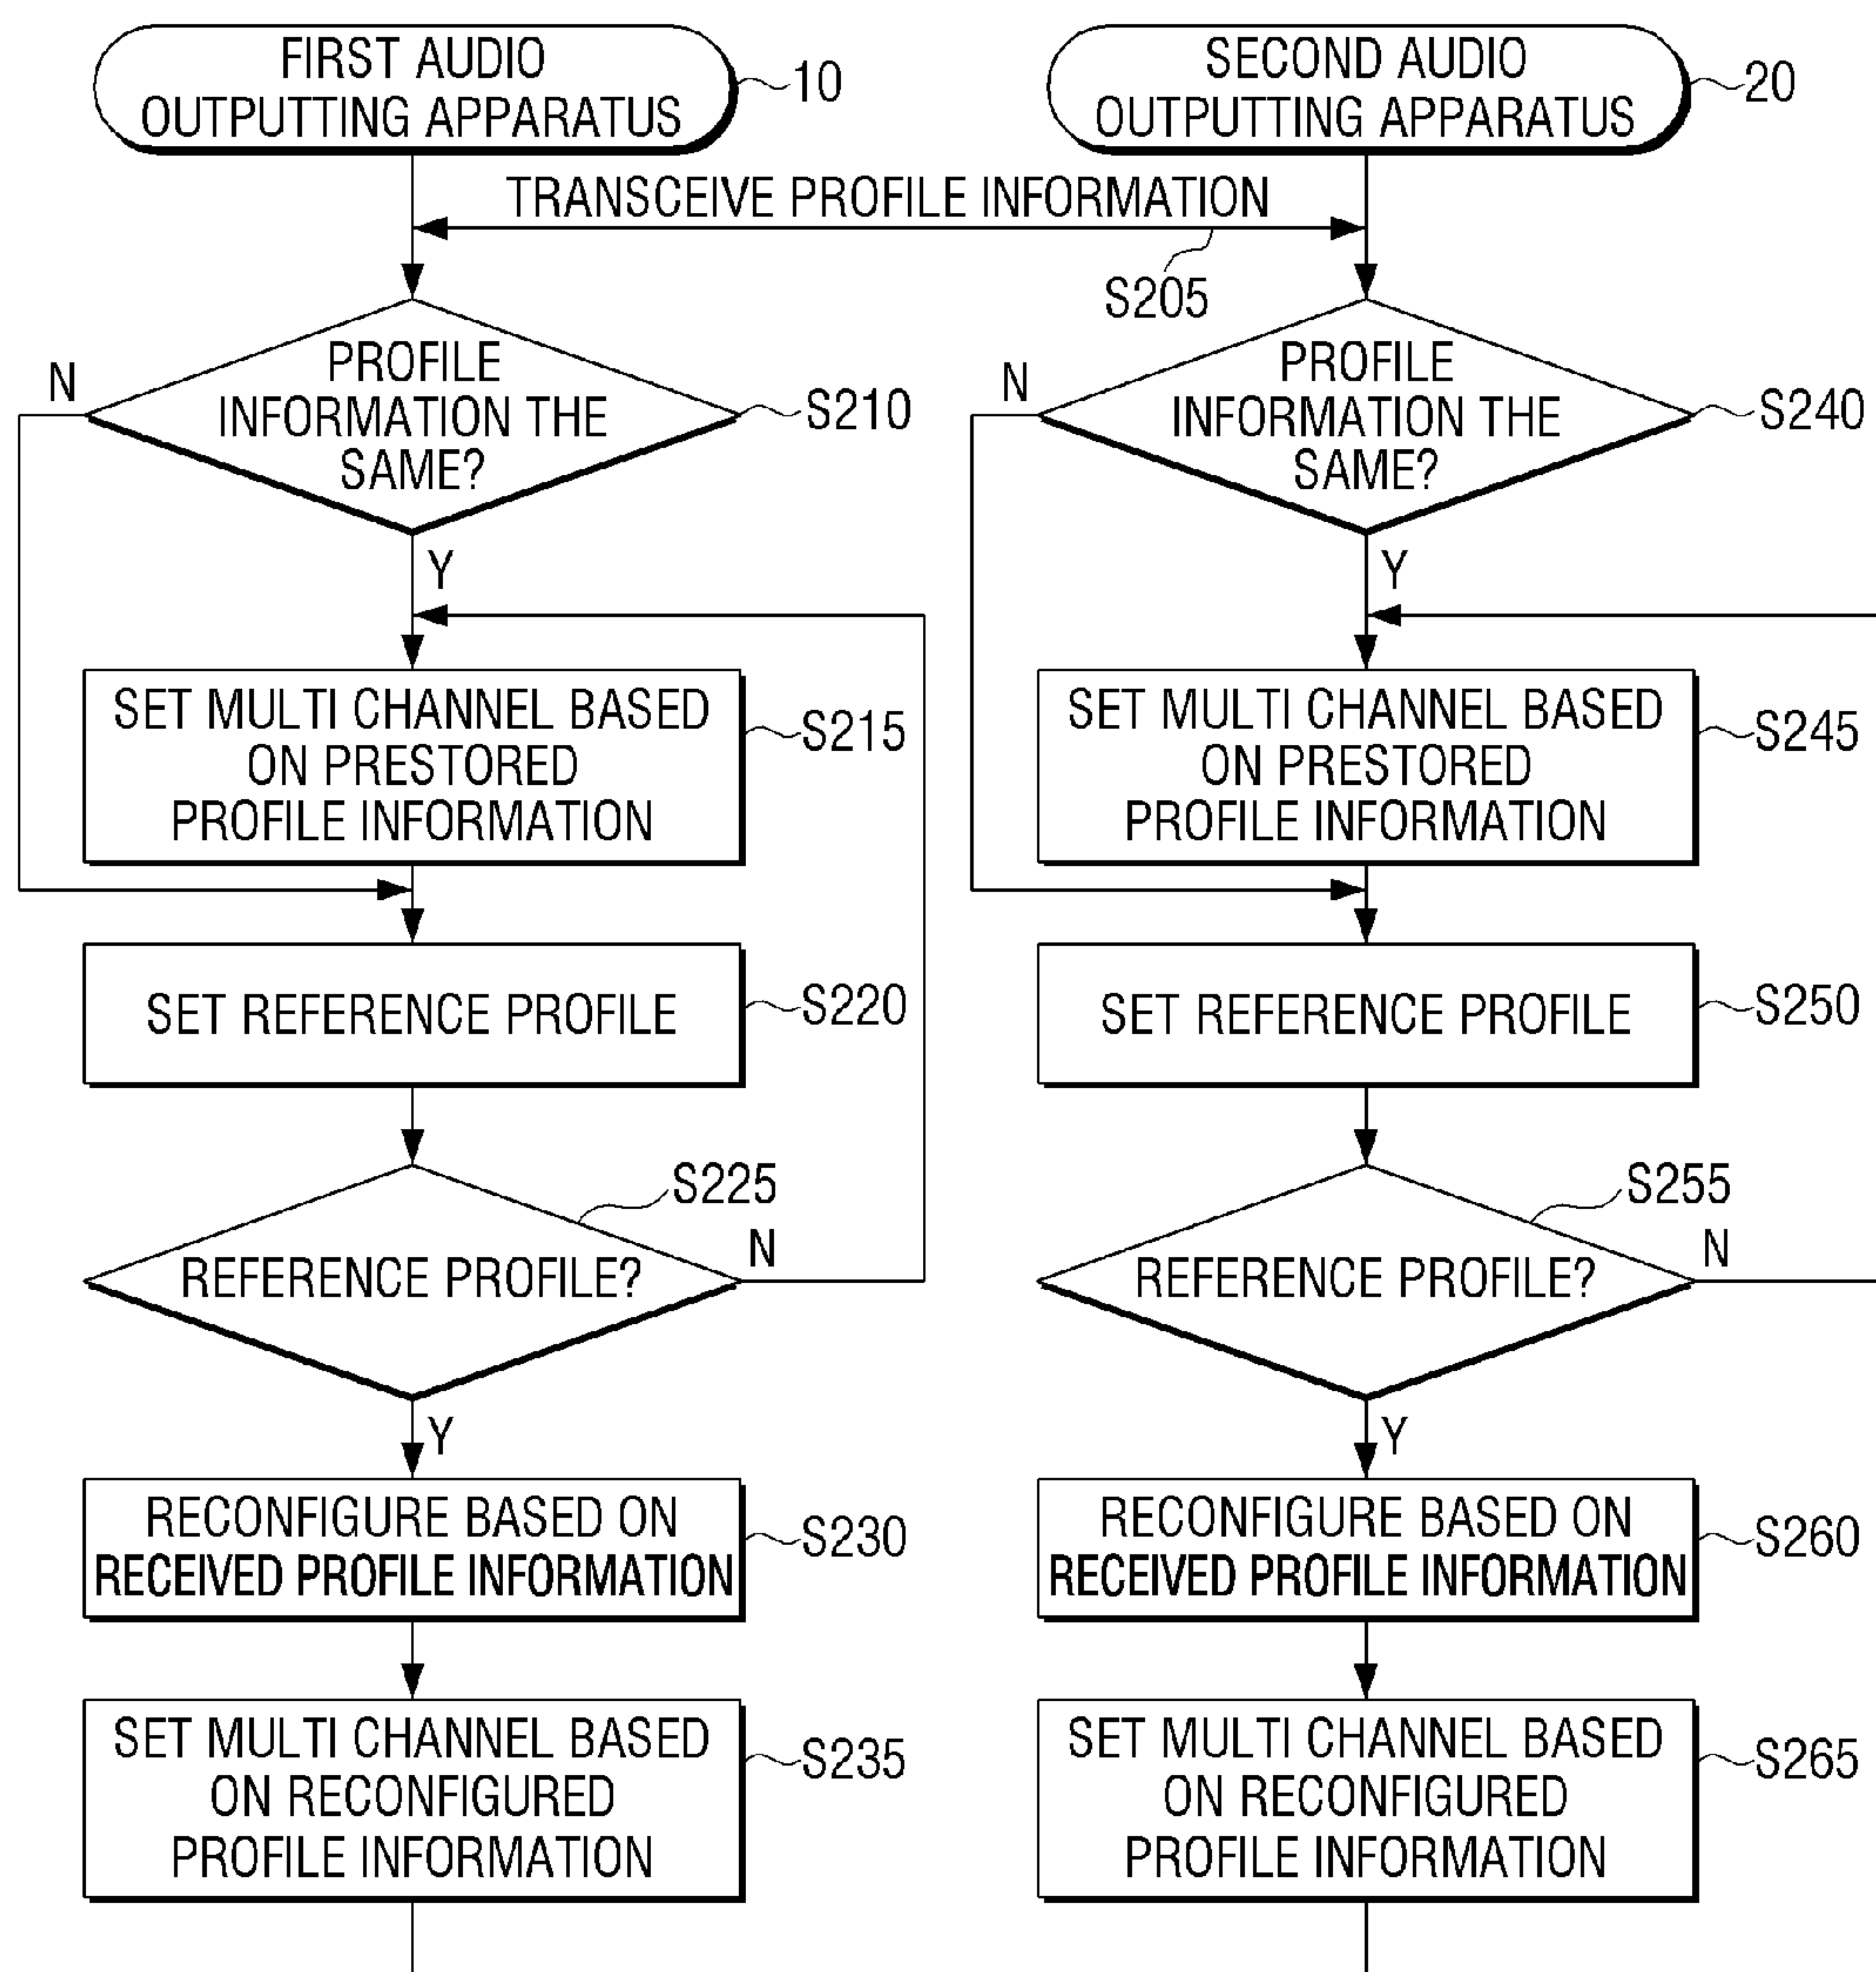 FIRST AUDIO
OUTPUTTING APPARATUS
10
SECOND AUDIO
OUTPUTTING APPARATUS
20
TRANSCEIVE PROFILE INFORMATION
S205
N
PROFILE
INFORMATION THE
SAME?
S210
Y
N
PROFILE
INFORMATION THE
SAME?
S240
Y
SET MULTI CHANNEL BASED
ON PRESTORED
PROFILE INFORMATION
S215
SET MULTI CHANNEL BASED
ON PRESTORED
PROFILE INFORMATION
S245
SET REFERENCE PROFILE
S220
SET REFERENCE PROFILE
S250
S225
REFERENCE PROFILE?
N
Y
S255
REFERENCE PROFILE?
N
Y
RECONFIGURE BASED ON
RECEIVED PROFILE INFORMATION
S230
RECONFIGURE BASED ON
RECEIVED PROFILE INFORMATION
S260
SET MULTI CHANNEL BASED
ON RECONFIGURED
PROFILE INFORMATION
S235
SET MULTI CHANNEL BASED
ON RECONFIGURED
PROFILE INFORMATION
S265